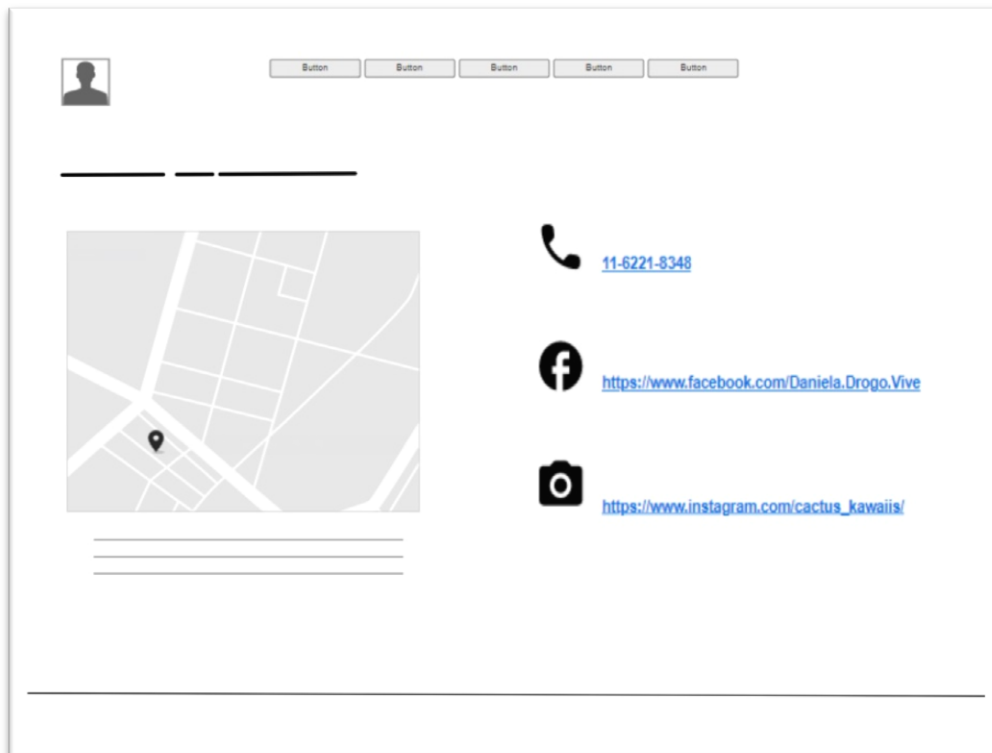 Button Button Button Button Button
11-6221-8348
https://www.facebook.com/Daniela.Drogo.Vive
https://www.instagram.com/cactus_kawaiis/